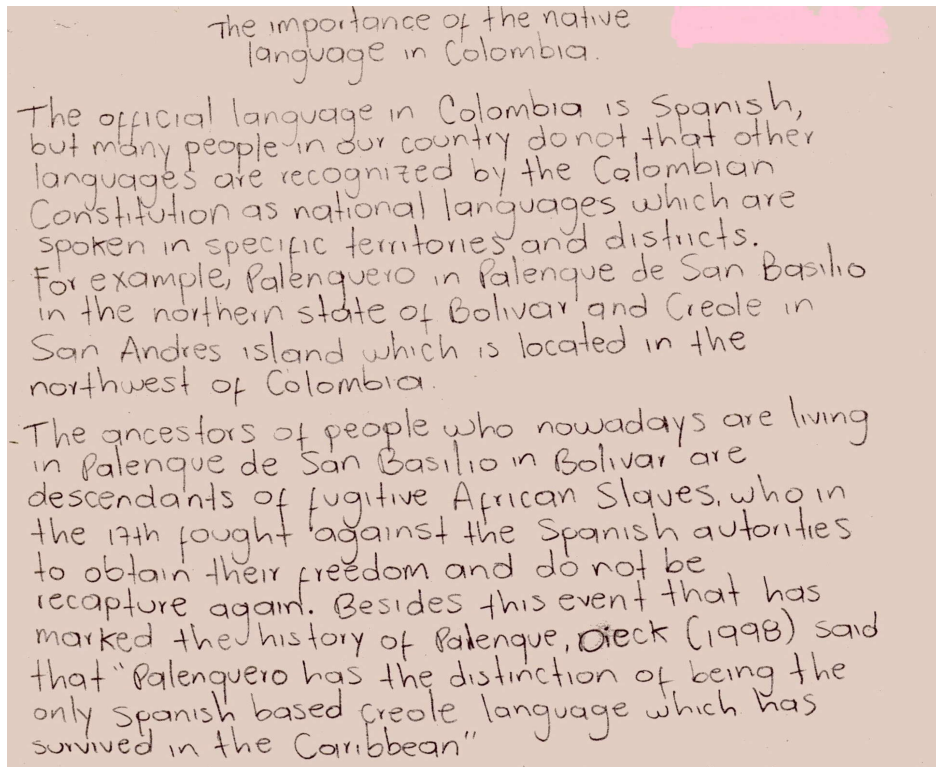 The importance of the native
language in Colombia.
The official language in Colombia is Spanish,
but many people in our country do not that other
languages are recognized by the Colombian
Constitution as national languages which are
spoken in specific territories and districts.
For example, Palenquero in Palenque de San Basilio
in the northern state of Bolivar and Creole in
San Andres island which is located in the
northwest of Colombia.
-The ancestors of people who nowadays are living
in Palenque de San Basilio in Bolivar are
descendants of fugitive African Slaves, who in
the 17th fought against the Spanish autorities
to obtain their freedom and do not be
recapture again. Besides this event that has
marked the history of Palenque, Dieck (1998) said
that "Palenquero has the distinction of being the
only Spanish based creole language which has
survived in the Caribbean"